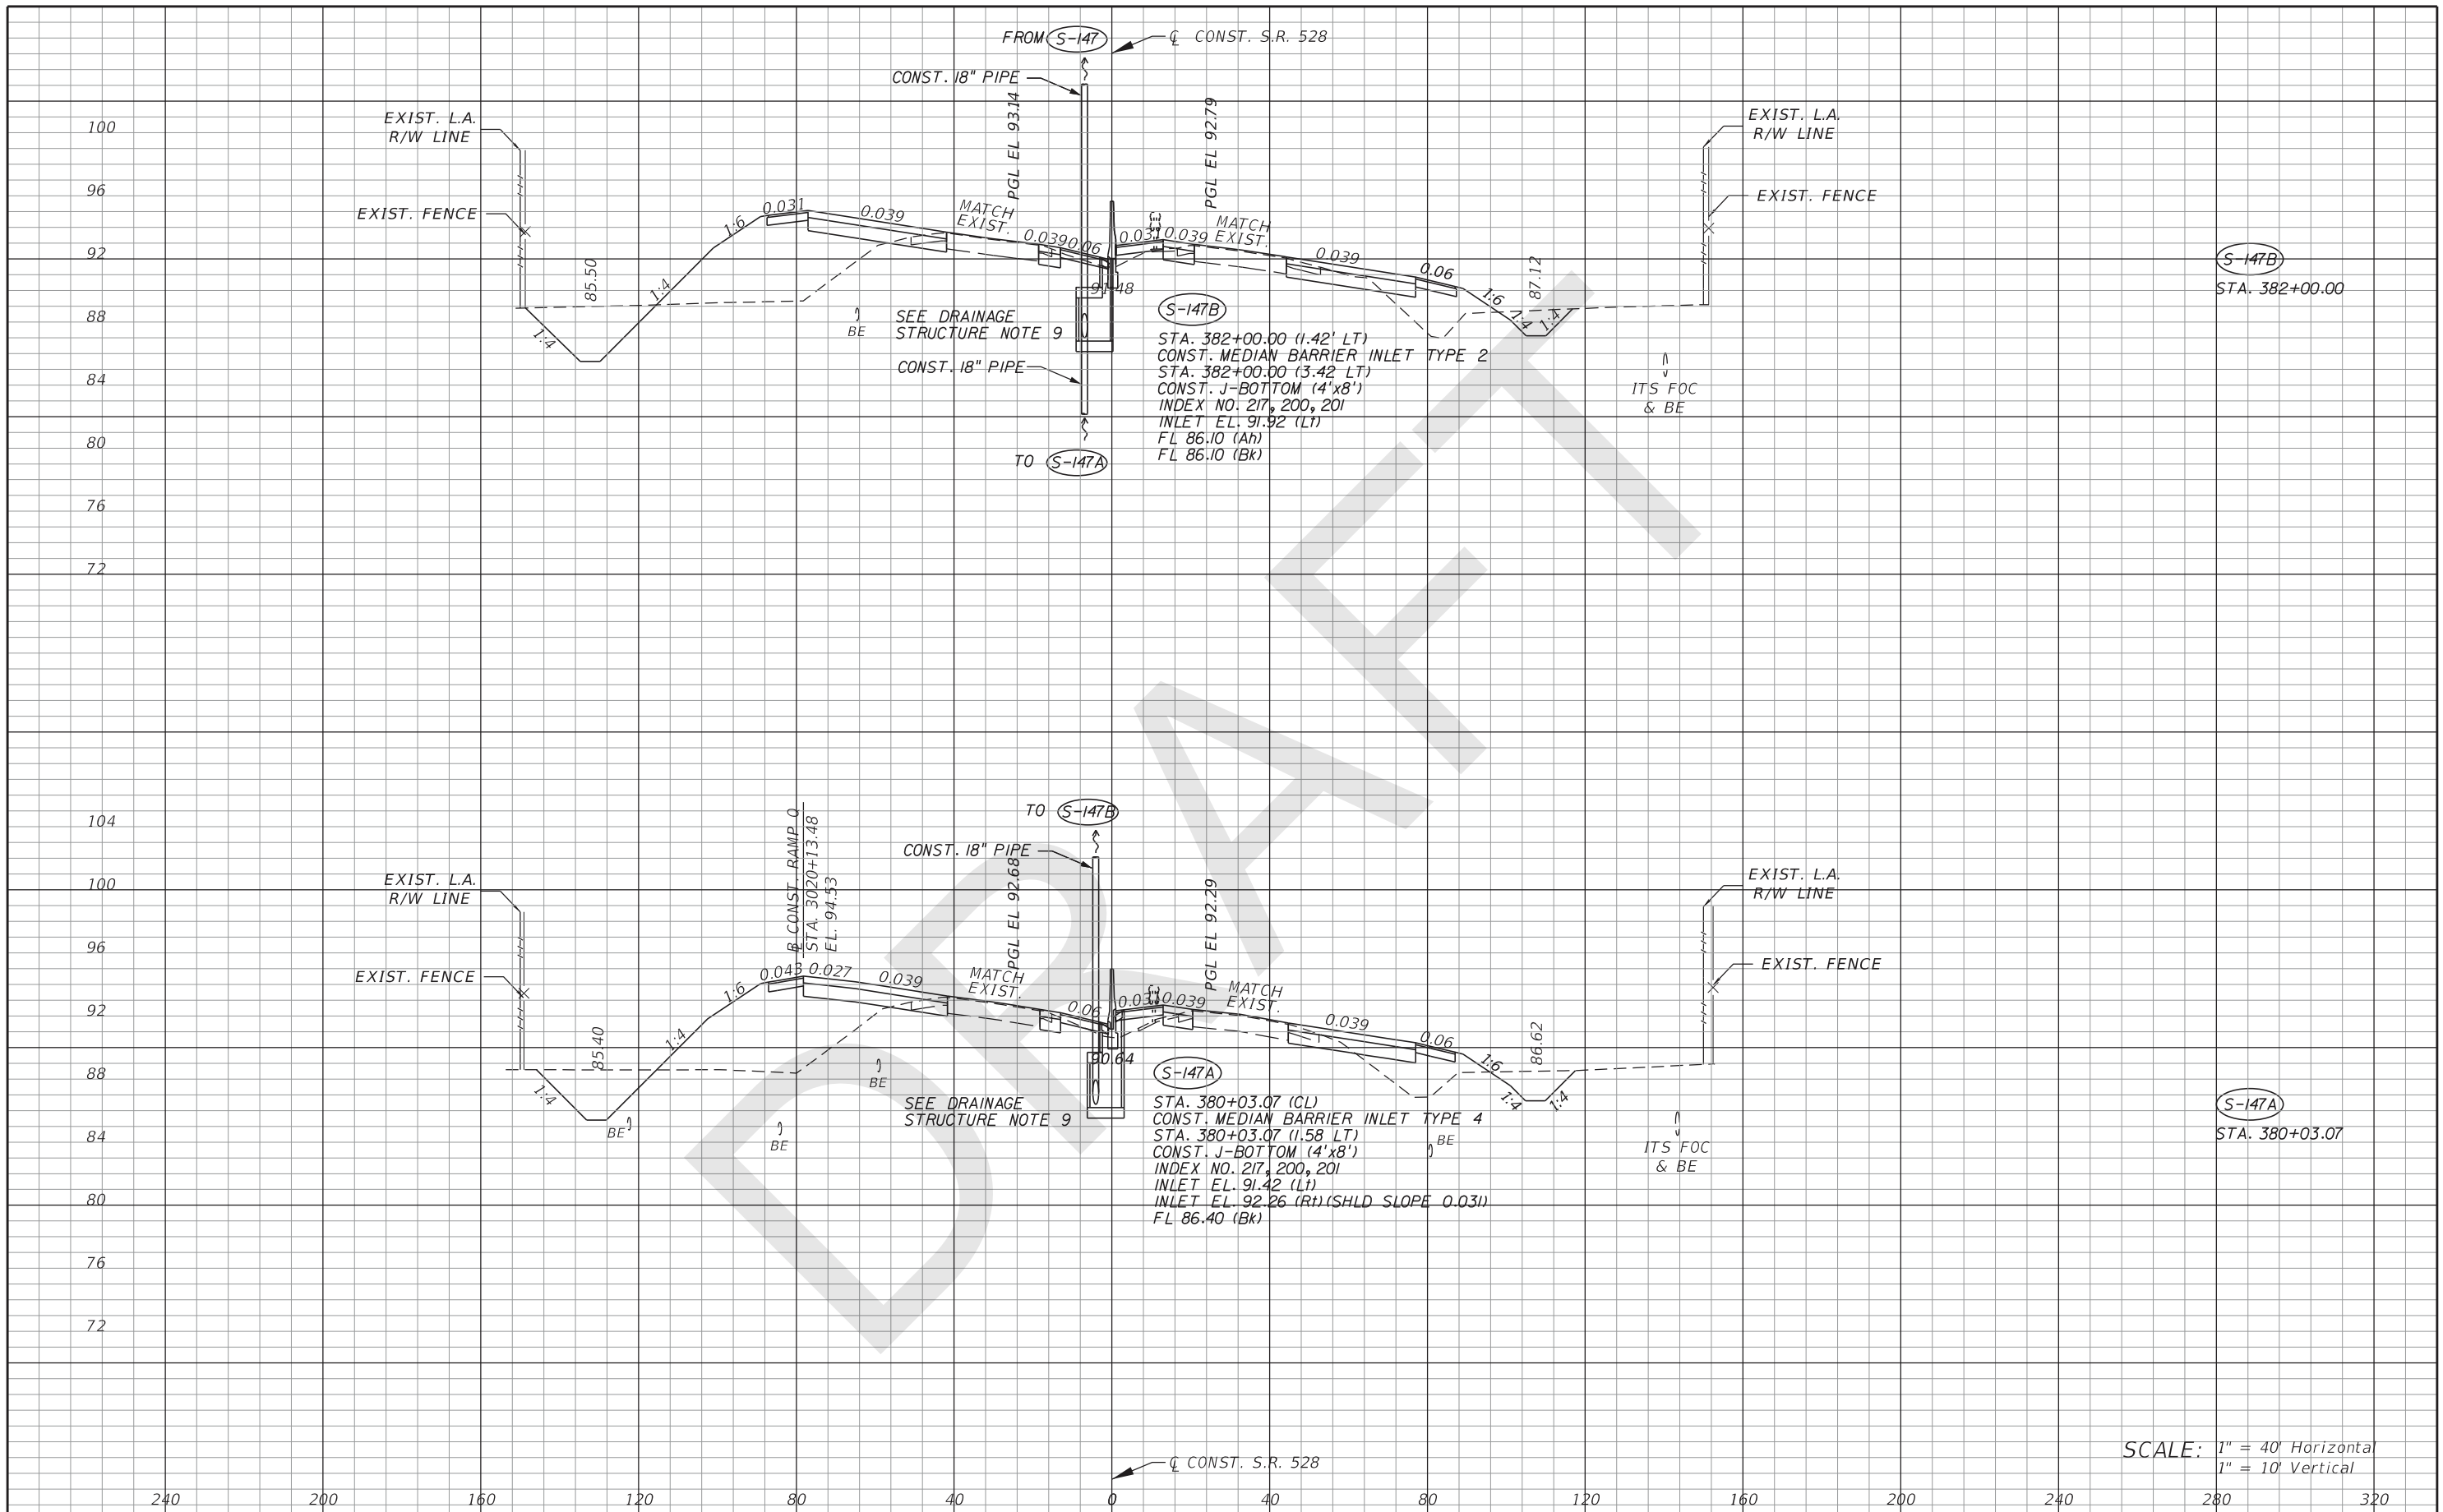 FROM S-147
℄ CONST. S.R. 528
CONST. 18" PIPE
PGL EL 93.14
PGL EL 92.79
EXIST. L.A.
R/W LINE
EXIST. L.A.
R/W LINE
100
96
92
88
84
80
76
72
EXIST. FENCE
EXIST. FENCE
1:6
0.031
0.039
MATCH
EXIST.
0.039
0.06
0.031
0.039
MATCH
EXIST.
0.039
0.06
1:6
1:4
1:4
87.12
85.50
1:4
1:4
91.48
BE
SEE DRAINAGE
STRUCTURE NOTE 9
CONST. 18" PIPE
TO S-147A
S-147B
STA. 382+00.00 (1.42' LT)
CONST. MEDIAN BARRIER INLET TYPE 2
STA. 382+00.00 (3.42 LT)
CONST. J-BOTTOM (4'x8')
INDEX NO. 217, 200, 201
INLET EL. 91.92 (Lt)
FL 86.10 (Ah)
FL 86.10 (Bk)
ITS FOC
& BE
S-147B
STA. 382+00.00
DRAFT
104
100
96
92
88
84
80
76
72
TO S-147B
CONST. 18" PIPE
℄ CONST. RAMP Q
STA. 3020+13.48
EL. 94.53
PGL EL 92.68
PGL EL 92.29
EXIST. L.A.
R/W LINE
EXIST. L.A.
R/W LINE
EXIST. FENCE
EXIST. FENCE
1:6
0.043
0.027
0.039
MATCH
EXIST.
0.06
0.031
0.039
MATCH
EXIST.
0.039
0.06
1:6
1:4
1:4
86.62
85.40
1:4
1:4
90.64
BE
BE
BE
BE
SEE DRAINAGE
STRUCTURE NOTE 9
S-147A
STA. 380+03.07 (CL)
CONST. MEDIAN BARRIER INLET TYPE 4
STA. 380+03.07 (1.58 LT)
CONST. J-BOTTOM (4'x8')
INDEX NO. 217, 200, 201
INLET EL. 91.42 (Lt)
INLET EL. 92.26 (Rt) (SHLD SLOPE 0.031)
FL 86.40 (Bk)
ITS FOC
& BE
S-147A
STA. 380+03.07
℄ CONST. S.R. 528
SCALE: 1" = 40' Horizontal
1" = 10' Vertical
240 200 160 120 80 40 0 40 80 120 160 200 240 280 320